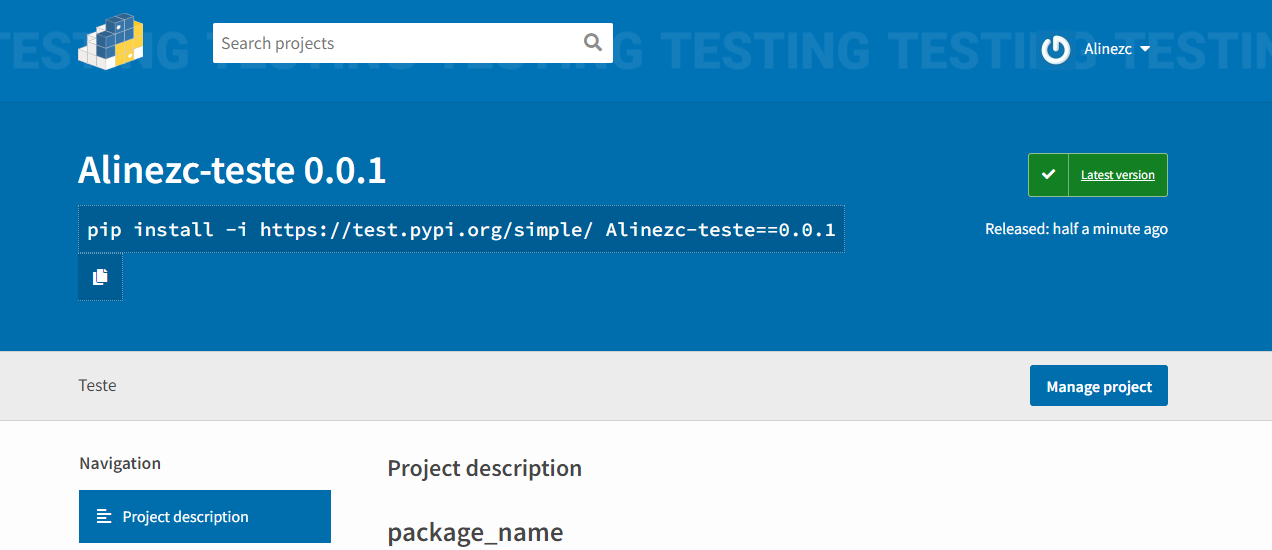 TESTING TESTING TESTING TESTING TESTING TESTING
Search projects
Alinezc
Alinezc-teste 0.0.1
Latest version
pip install -i https://test.pypi.org/simple/ Alinezc-teste==0.0.1
Released: half a minute ago
Teste
Manage project
Navigation
Project description
Project description
package_name